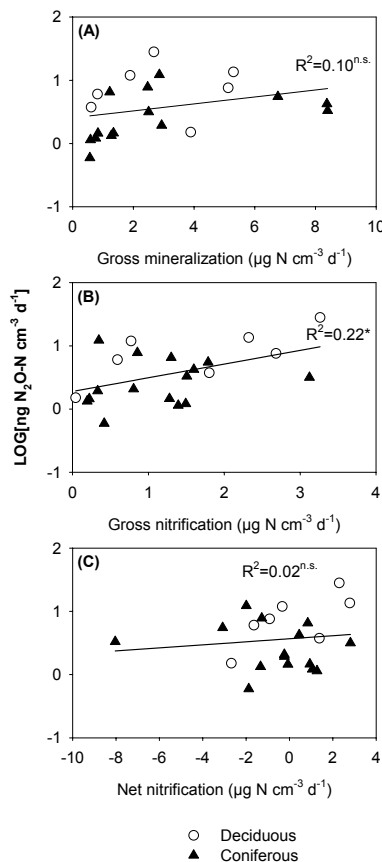 (A)
R²=0.10ⁿ·ˢ·
2
1
0
-1
0 2 4 6 8 10
Gross mineralization (µg N cm⁻³ d⁻¹)
(B)
R²=0.22*
2
1
0
-1
0 1 2 3 4
Gross nitrification (µg N cm⁻³ d⁻¹)
LOG[ng N₂O-N cm⁻³ d⁻¹]
(C)
R²=0.02ⁿ·ˢ·
2
1
0
-1
-10 -8 -6 -4 -2 0 2 4
Net nitrification (µg N cm⁻³ d⁻¹)
Deciduous
Coniferous